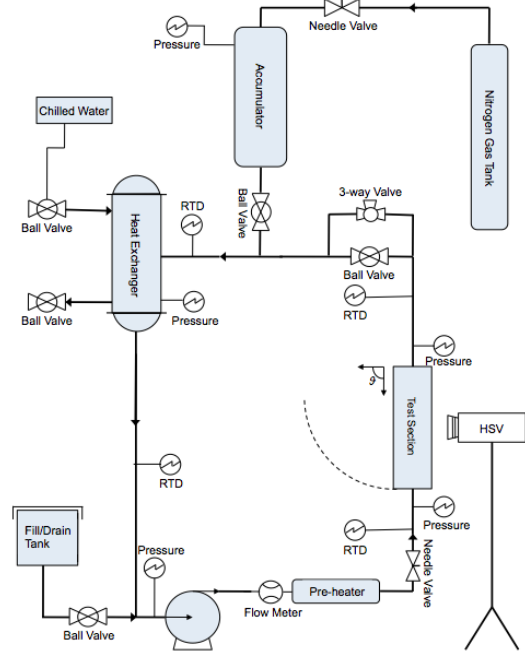 Needle Valve
Pressure
Accumulator
Nitrogen Gas Tank
Chilled Water
3-way Valve
Ball Valve
RTD
Ball Valve
Heat Exchanger
Ball Valve
RTD
Ball Valve
Pressure
Pressure
Test Section
9
HSV
RTD
Fill/Drain
Tank
Pressure
Pressure
RTD
Needle Valve
Pre-heater
Flow Meter
Ball Valve